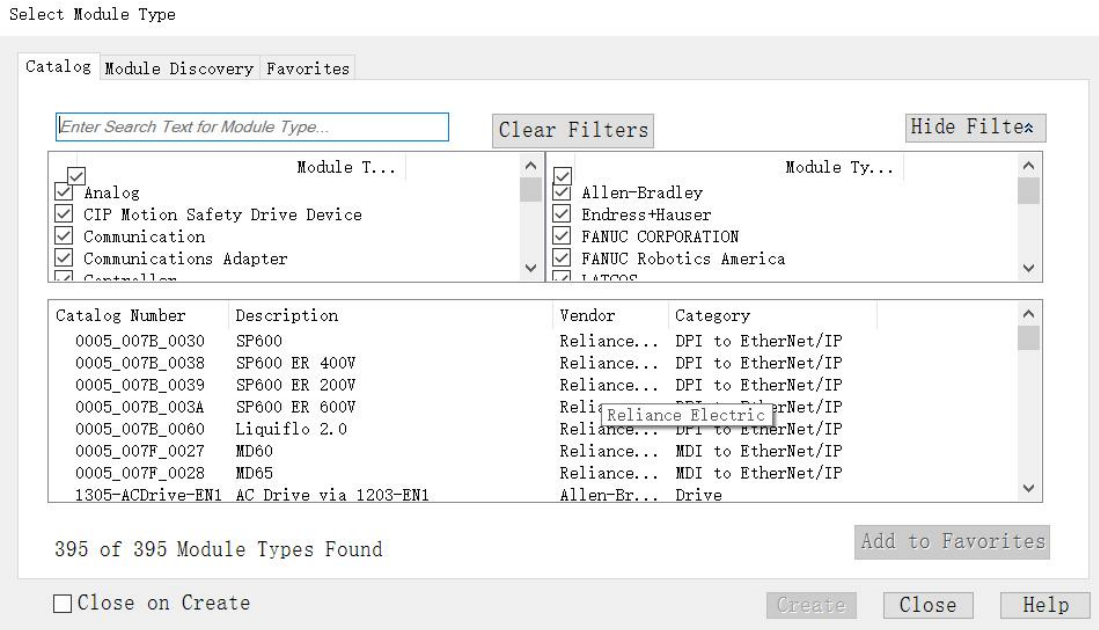 Select Module Type
Catalog Module Discovery Favorites
Enter Search Text for Module Type...
Clear Filters
Hide Filte
Module T...
Analog
CIP Motion Safety Drive Device
Communication
Communications Adapter
Controller
Module Ty...
Allen-Bradley
Endress+Hauser
FANUC CORPORATION
FANUC Robotics America
Catalog Number Description Vendor Category
0005_007B_0030 SP600 Reliance... DPI to EtherNet/IP
0005_007B_0038 SP600 ER 400V Reliance... DPI to EtherNet/IP
0005_007B_0039 SP600 ER 200V Reliance... DPI to EtherNet/IP
0005_007B_003A SP600 ER 600V
Reliance Electric
0005_007B_0060 Liquiflo 2.0 Reliance... DPI to EtherNet/IP
0005_007F_0027 MD60 Reliance... MDI to EtherNet/IP
0005_007F_0028 MD65 Reliance... MDI to EtherNet/IP
1305-ACDrive-EN1 AC Drive via 1203-EN1 Allen-Br... Drive
395 of 395 Module Types Found
Add to Favorites
Close on Create
Create Close Help